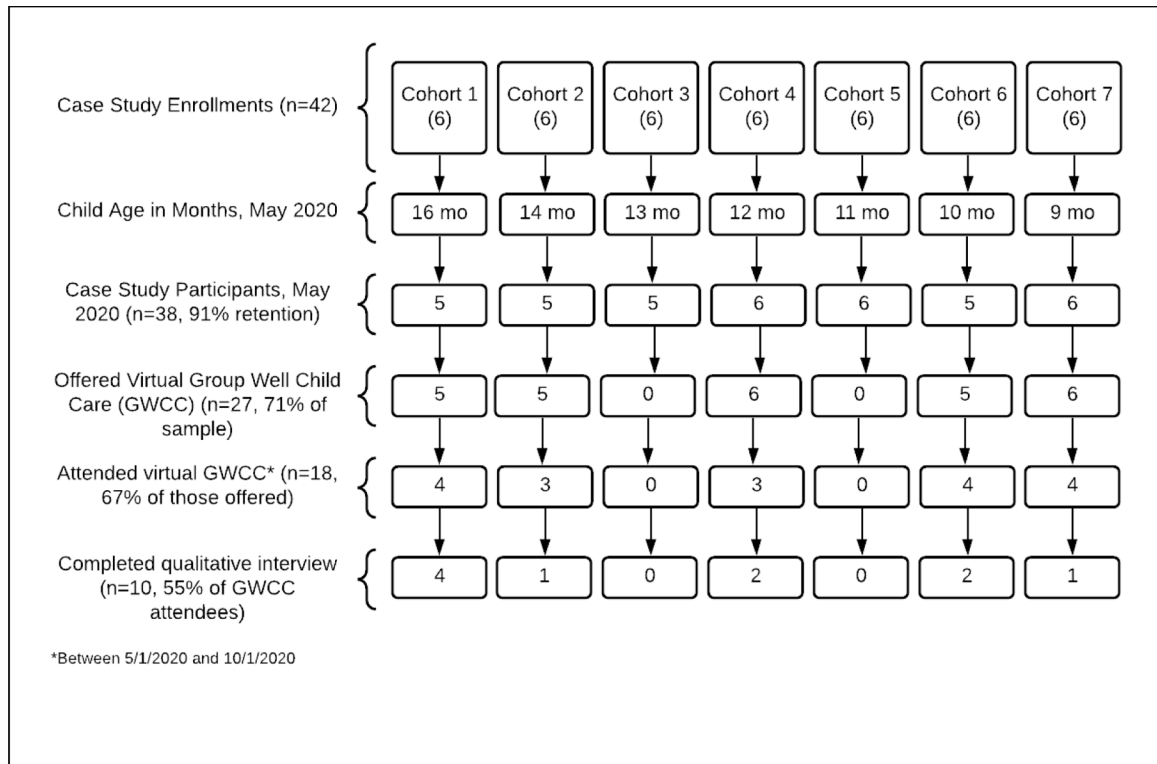 Case Study Enrollments (n=42)
Cohort 1
(6)
Cohort 2
(6)
Cohort 3
(6)
Cohort 4
(6)
Cohort 5
(6)
Cohort 6
(6)
Cohort 7
(6)
Child Age in Months, May 2020
16 mo
14 mo
13 mo
12 mo
11 mo
10 mo
9 mo
Case Study Participants, May
2020 (n=38, 91% retention)
5
5
5
6
6
5
6
Offered Virtual Group Well Child
Care (GWCC) (n=27, 71% of
sample)
5
5
0
6
0
5
6
Attended virtual GWCC* (n=18,
67% of those offered)
4
3
0
3
0
4
4
Completed qualitative interview
(n=10, 55% of GWCC
attendees)
4
1
0
2
0
2
1
*Between 5/1/2020 and 10/1/2020